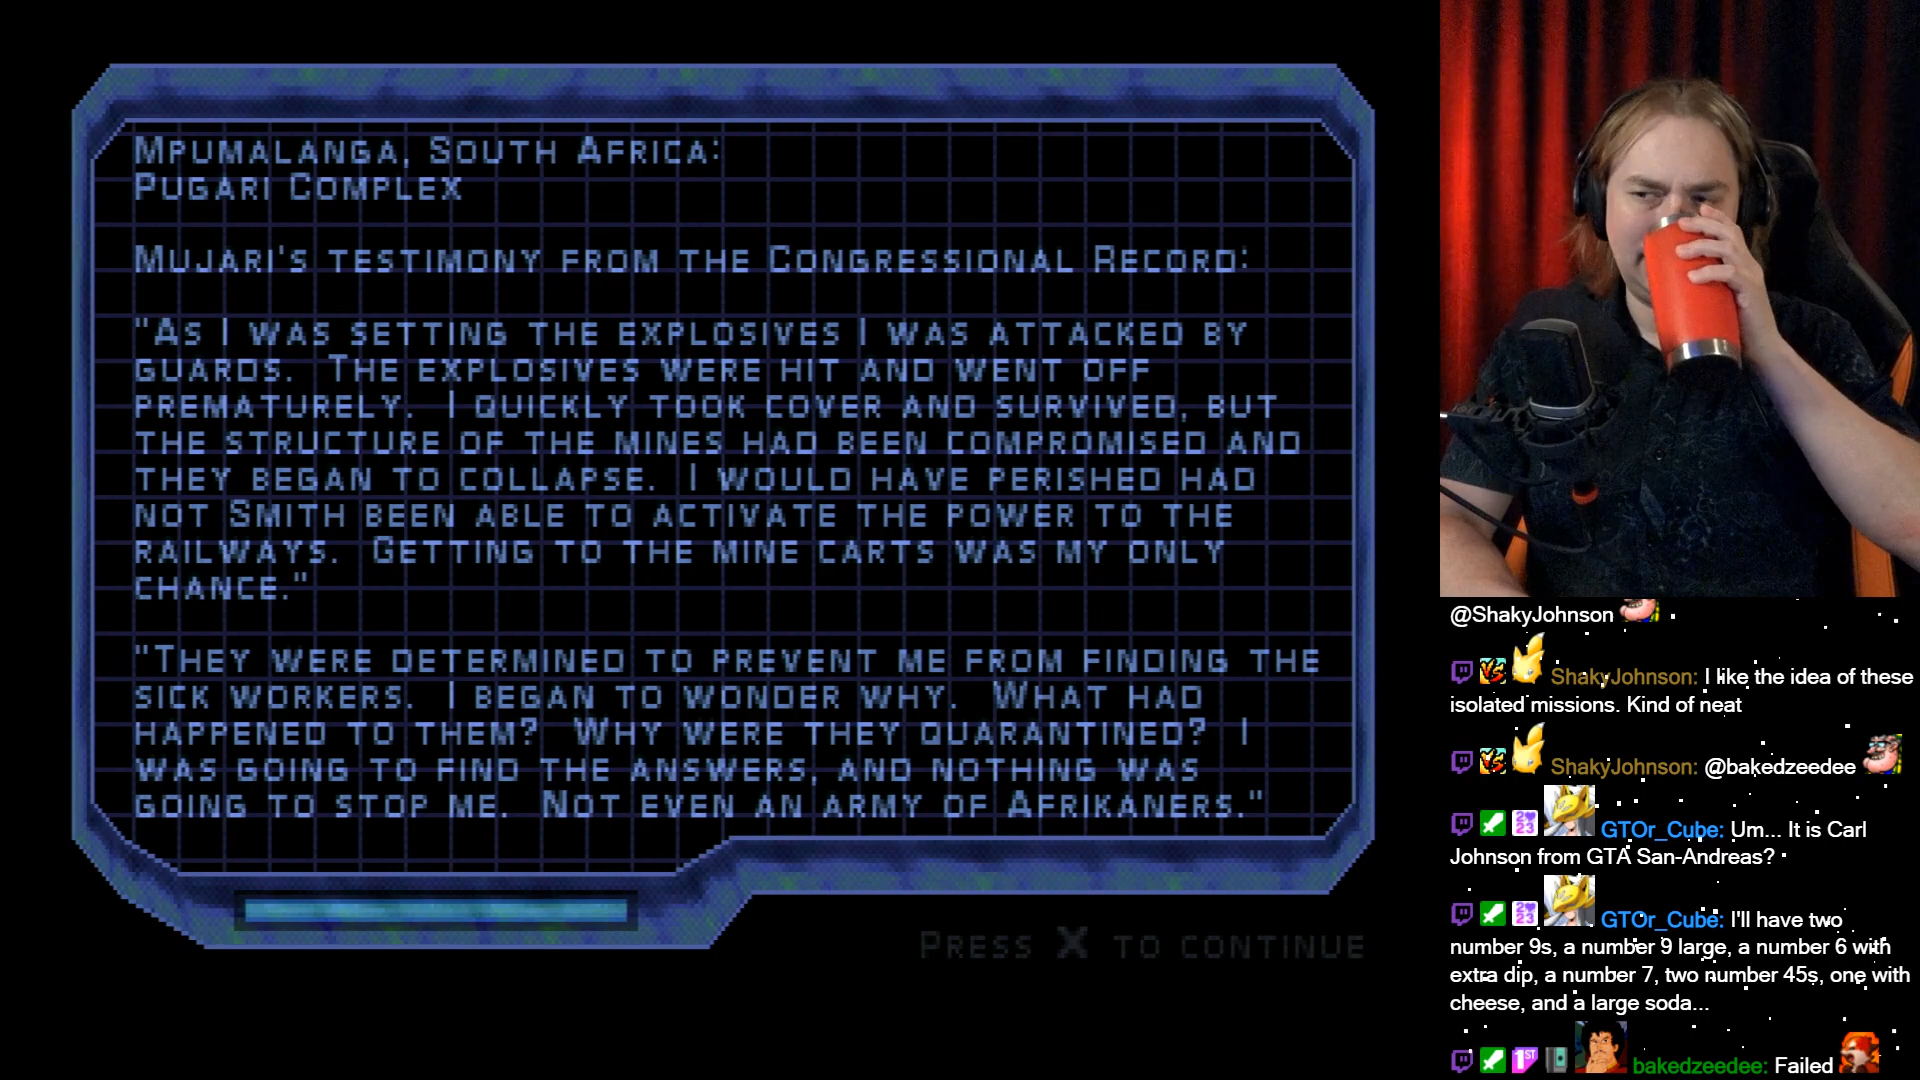 Mpumalanga, South Africa:
Pugari Complex
Mujari's testimony from the Congressional Record:
"As I was setting the explosives I was attacked by
guards. The explosives were hit and went off
prematurely. I quickly took cover and survived, but
the structure of the mines had been compromised and
they began to collapse. I would have perished had
not Smith been able to activate the power to the
railways. Getting to the mine carts was my only
chance."
"They were determined to prevent me from finding the
sick workers. I began to wonder why. What had
happened to them? Why were they quarantined? I
was going to find the answers, and nothing was
going to stop me. Not even an army of Afrikaners."
Press X to continue
@ShakyJohnson
ShakyJohnson: I like the idea of these
isolated missions. Kind of neat
ShakyJohnson: @bakedzeedee
GTOr_Cube: Um... It is Carl
Johnson from GTA San-Andreas?
GTOr_Cube: I'll have two
number 9s, a number 9 large, a number 6 with
extra dip, a number 7, two number 45s, one with
cheese, and a large soda...
1ST bakedzeedee: Failed